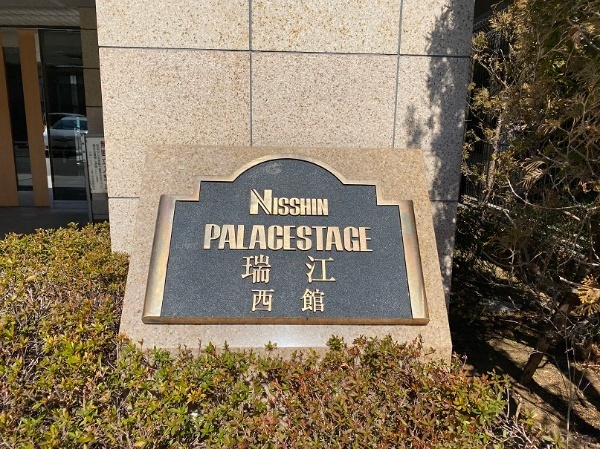 NISSHIN
PALACESTAGE
瑞江
西館